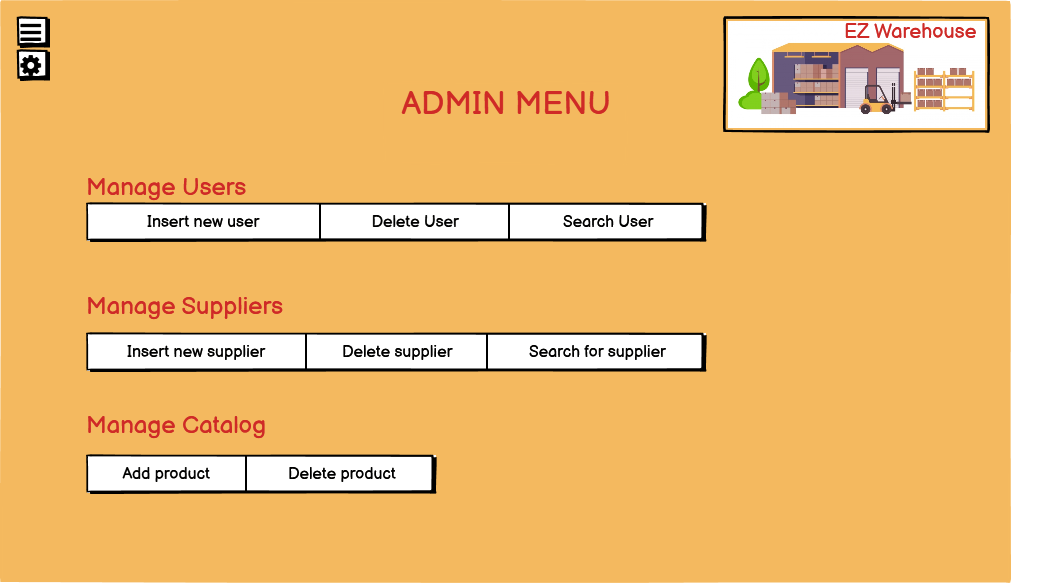 EZ Warehouse
ADMIN MENU
Manage Users
Insert new user Delete User Search User
Manage Suppliers
Insert new supplier Delete supplier Search for supplier
Manage Catalog
Add product Delete product